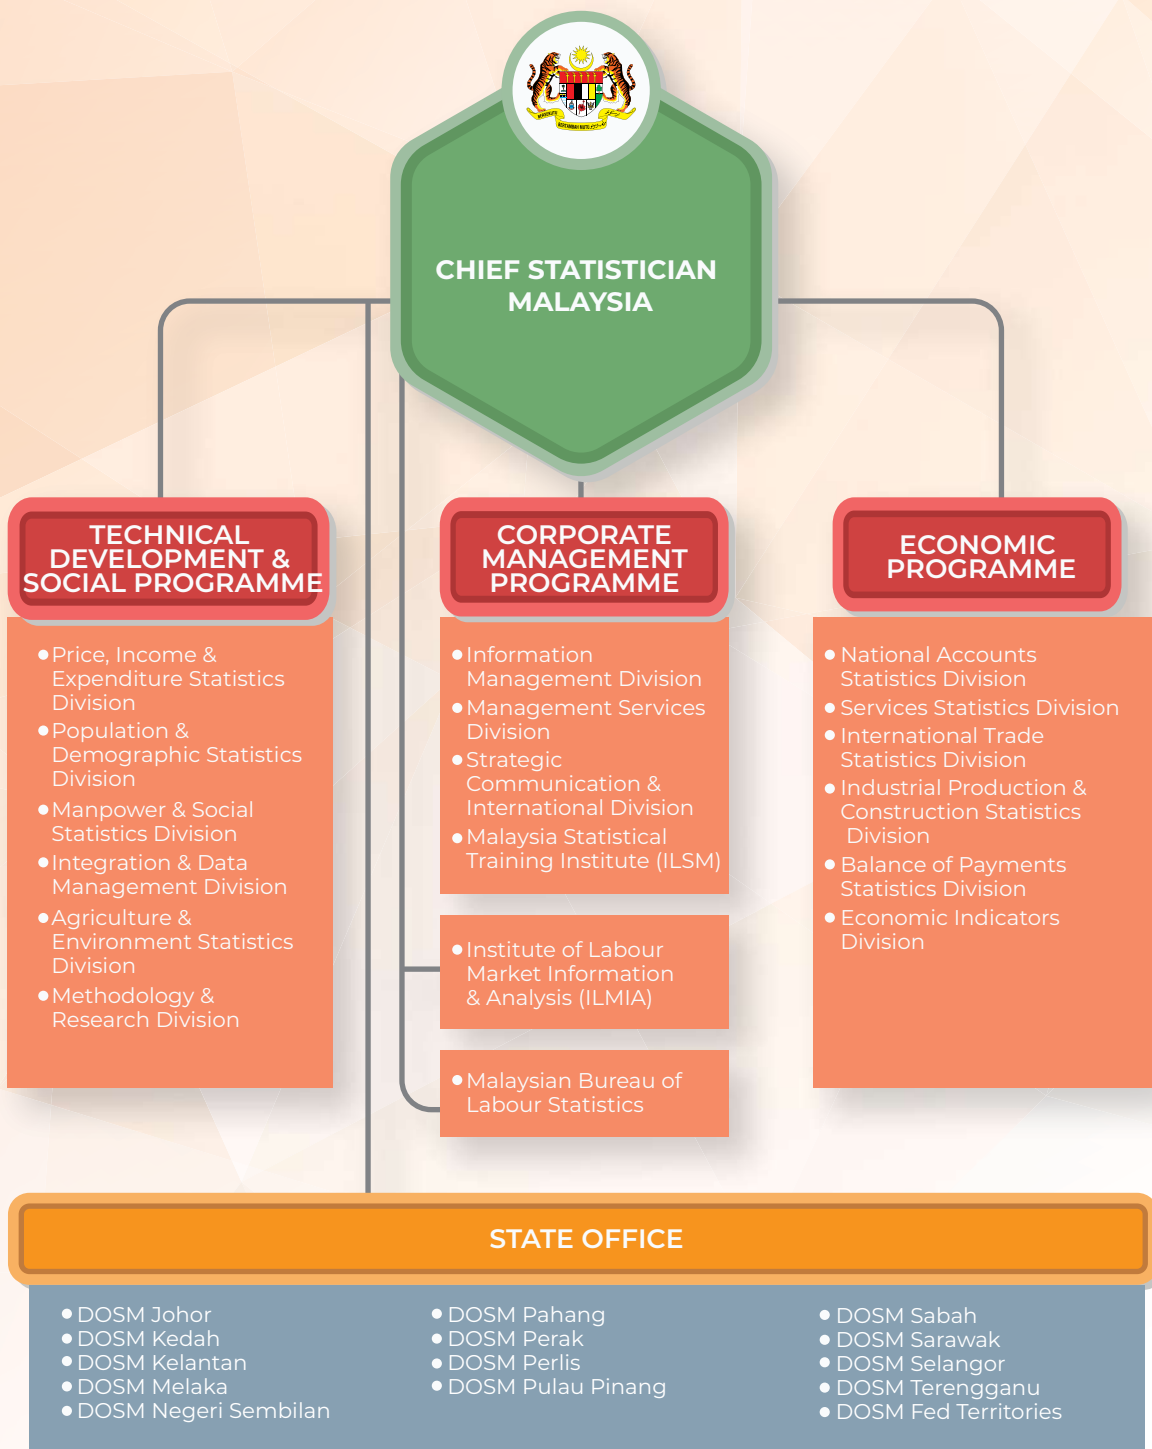 CHIEF STATISTICIAN
MALAYSIA
TECHNICAL
DEVELOPMENT &
SOCIAL PROGRAMME
● Price, Income &
Expenditure Statistics
Division
● Population &
Demographic Statistics
Division
● Manpower & Social
Statistics Division
● Integration & Data
Management Division
● Agriculture &
Environment Statistics
Division
● Methodology &
Research Division
CORPORATE
MANAGEMENT
PROGRAMME
● Information
Management Division
● Management Services
Division
● Strategic
Communication &
International Division
● Malaysia Statistical
Training Institute (ILSM)
● Institute of Labour
Market Information
& Analysis (ILMIA)
● Malaysian Bureau of
Labour Statistics
ECONOMIC
PROGRAMME
● National Accounts
Statistics Division
● Services Statistics Division
● International Trade
Statistics Division
● Industrial Production &
Construction Statistics
Division
● Balance of Payments
Statistics Division
● Economic Indicators
Division
STATE OFFICE
● DOSM Johor
● DOSM Kedah
● DOSM Kelantan
● DOSM Melaka
● DOSM Negeri Sembilan
● DOSM Pahang
● DOSM Perak
● DOSM Perlis
● DOSM Pulau Pinang
● DOSM Sabah
● DOSM Sarawak
● DOSM Selangor
● DOSM Terengganu
● DOSM Fed Territories